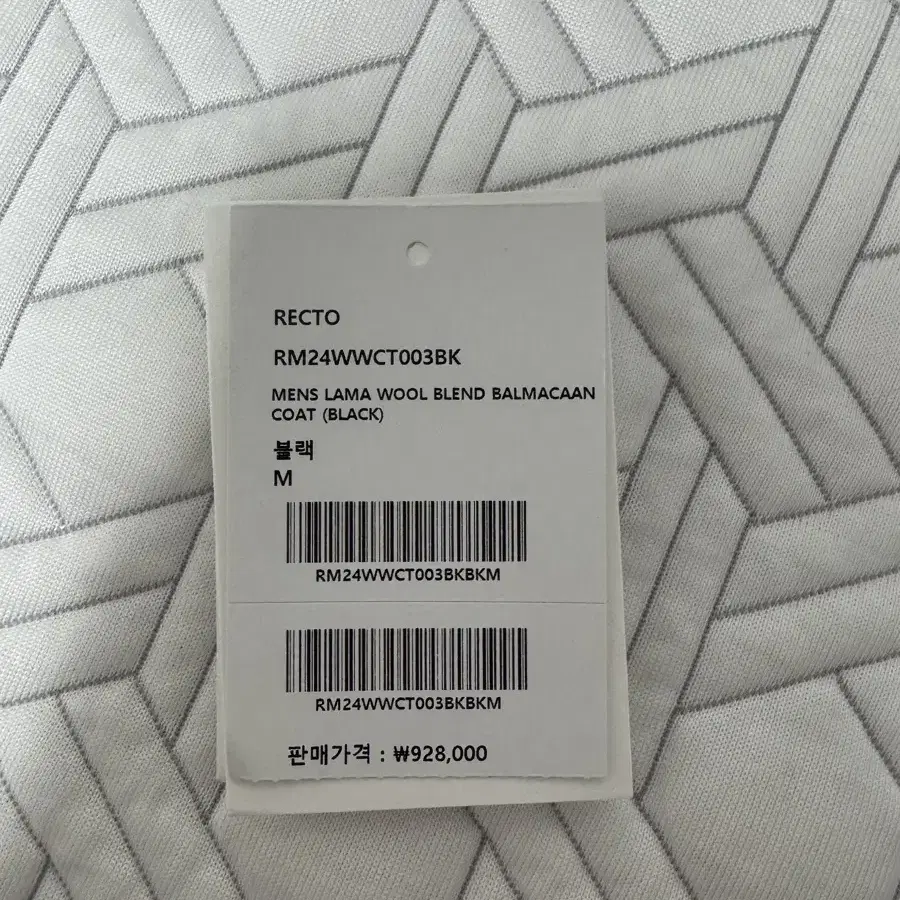 RECTO
RM24WWCT003BK
MENS LAMA WOOL BLEND BALMACAAN
COAT (BLACK)
블랙
M
RM24WWCT003BKBKM
RM24WWCT003BKBKM
판매가격 : ₩928,000